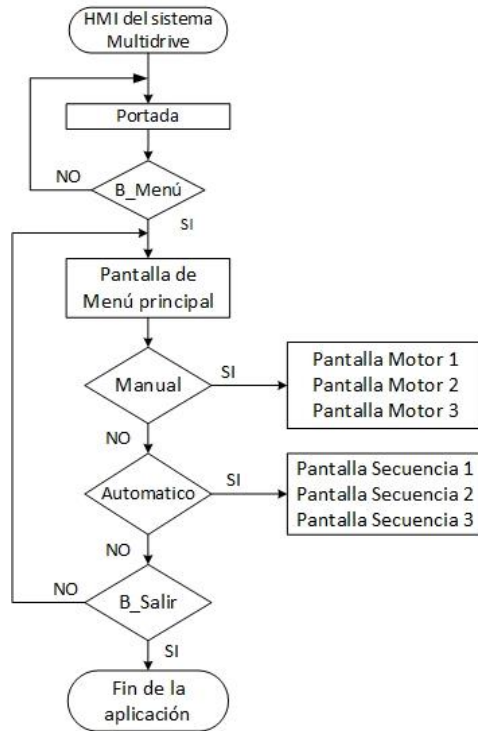 HMI del sistema
Multidrive
Portada
NO
B_Menú
SI
Pantalla de
Menú principal
Manual
SI
Pantalla Motor 1
Pantalla Motor 2
Pantalla Motor 3
NO
Automatico
SI
Pantalla Secuencia 1
Pantalla Secuencia 2
Pantalla Secuencia 3
NO
NO
B_Salir
SI
Fin de la
aplicación